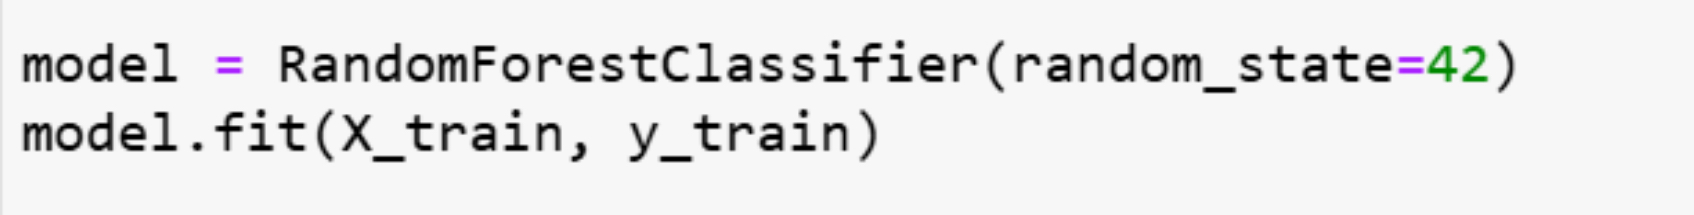 model = RandomForestClassifier(random_state=42)
model.fit(X_train, y_train)